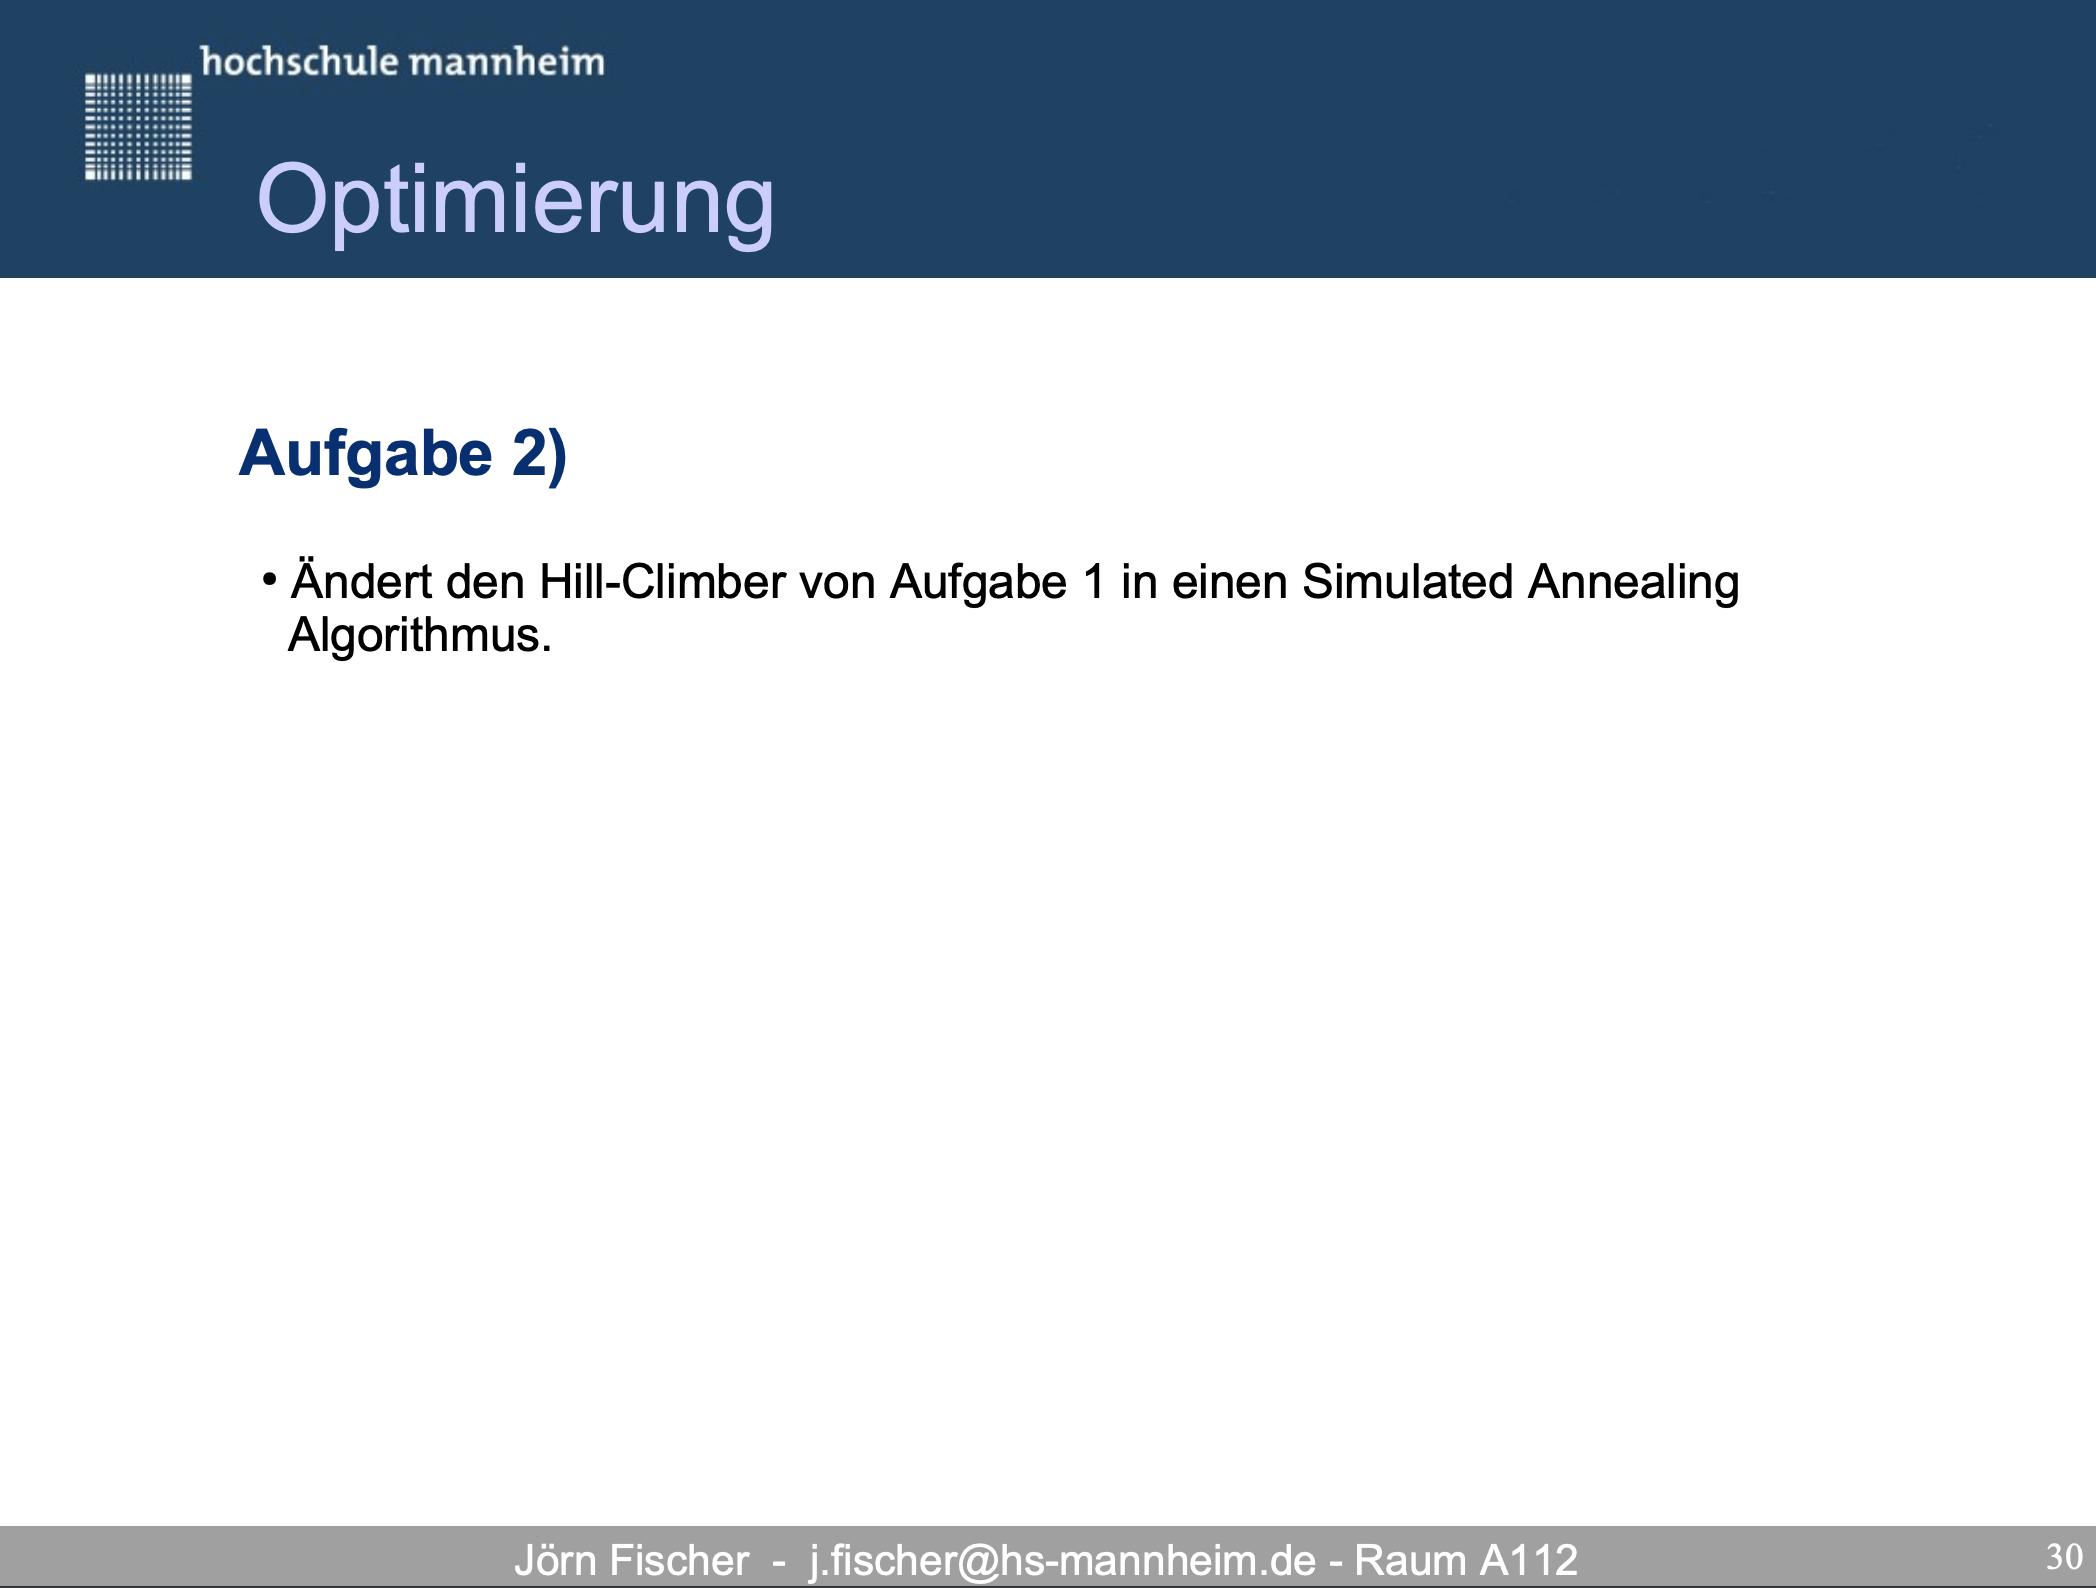 hochschule mannheim
Optimierung
Aufgabe 2)
• Ändert den Hill-Climber von Aufgabe 1 in einen Simulated Annealing
Algorithmus.
Jörn Fischer - j.fischer@hs-mannheim.de - Raum A112
30